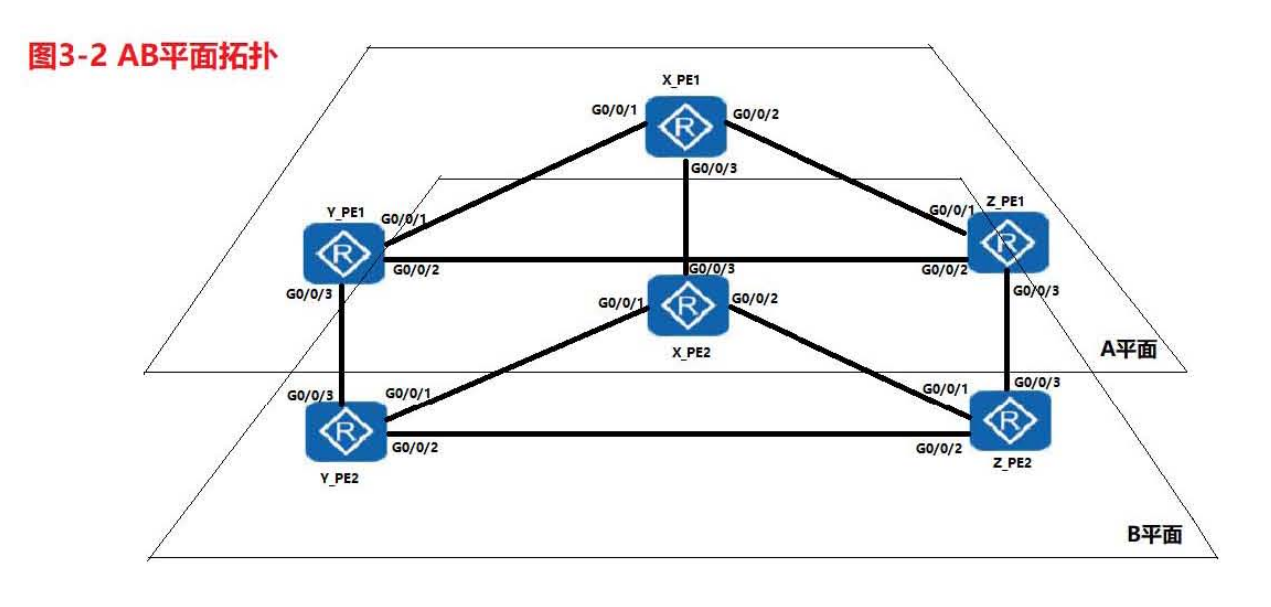 图3-2 AB平面拓扑
X_PE1
G0/0/1
G0/0/2
G0/0/3
Y_PE1
G0/0/1
G0/0/2
G0/0/3
Z_PE1
G0/0/1
G0/0/2
G0/0/3
G0/0/3
G0/0/1
G0/0/2
X_PE2
A平面
G0/0/3
G0/0/1
G0/0/2
Y_PE2
G0/0/1
G0/0/3
G0/0/2
Z_PE2
B平面